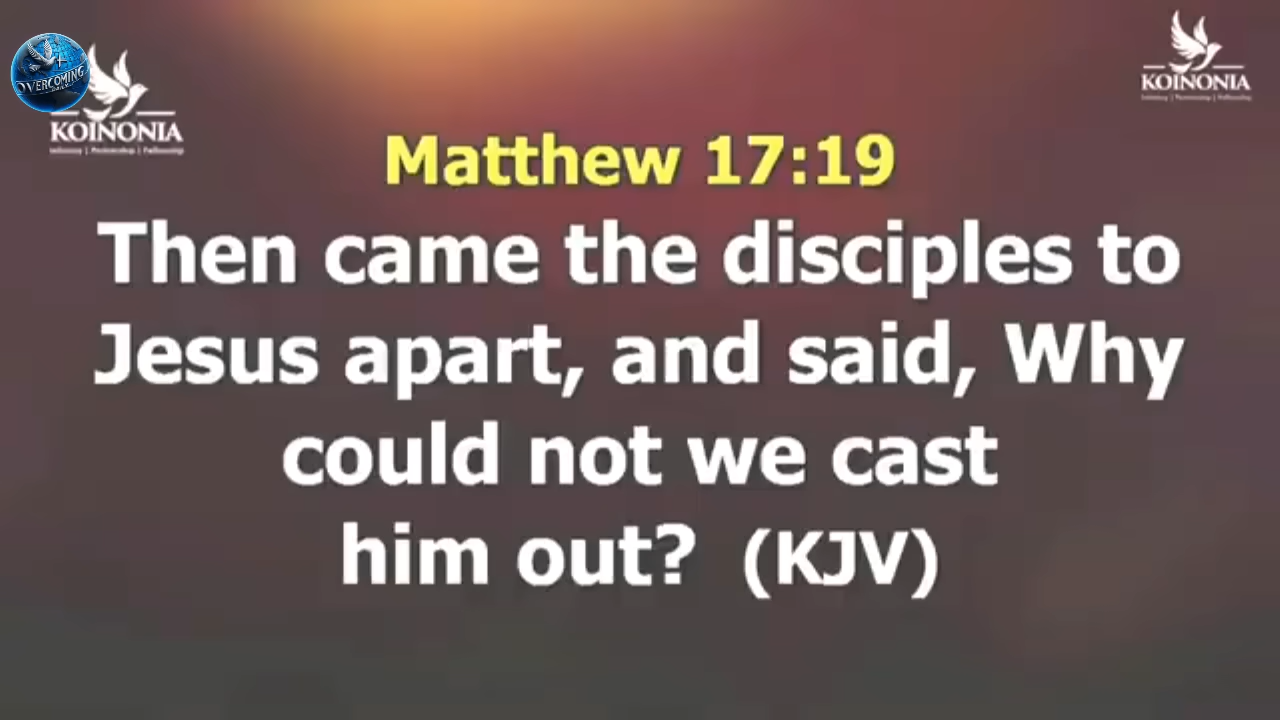 OVERCOMING
KOINONIA
KOINONIA
Matthew 17:19
Then came the disciples to
Jesus apart, and said, Why
could not we cast
him out? (KJV)